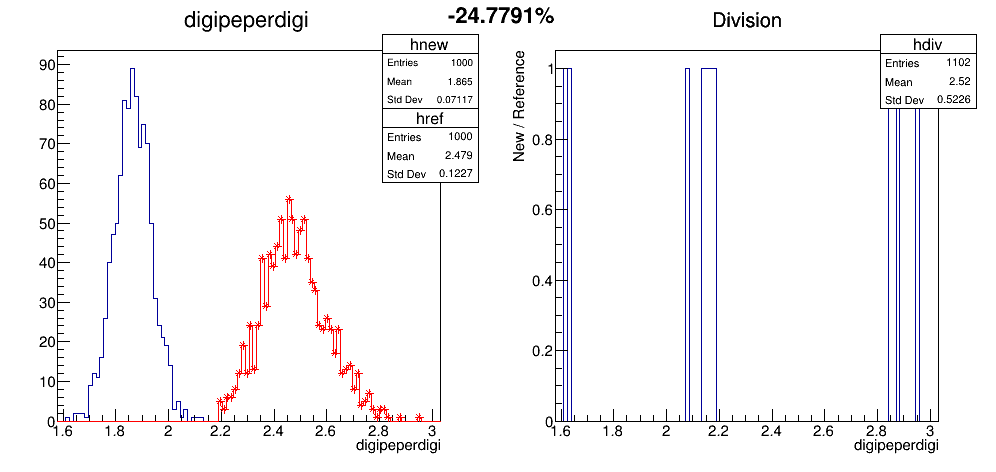 digipeperdigi
-24.7791%
Division
hnew
Entries 1000
Mean 1.865
Std Dev 0.07117
href
Entries 1000
Mean 2.479
Std Dev 0.1227
90
80
70
60
50
40
30
20
10
0
1.6 1.8 2 2.2 2.4 2.6 2.8 3
digipeperdigi
hdiv
Entries 1102
Mean 2.52
Std Dev 0.5226
New / Reference
1
0.8
0.6
0.4
0.2
0
1.6 1.8 2 2.2 2.4 2.6 2.8 3
digipeperdigi